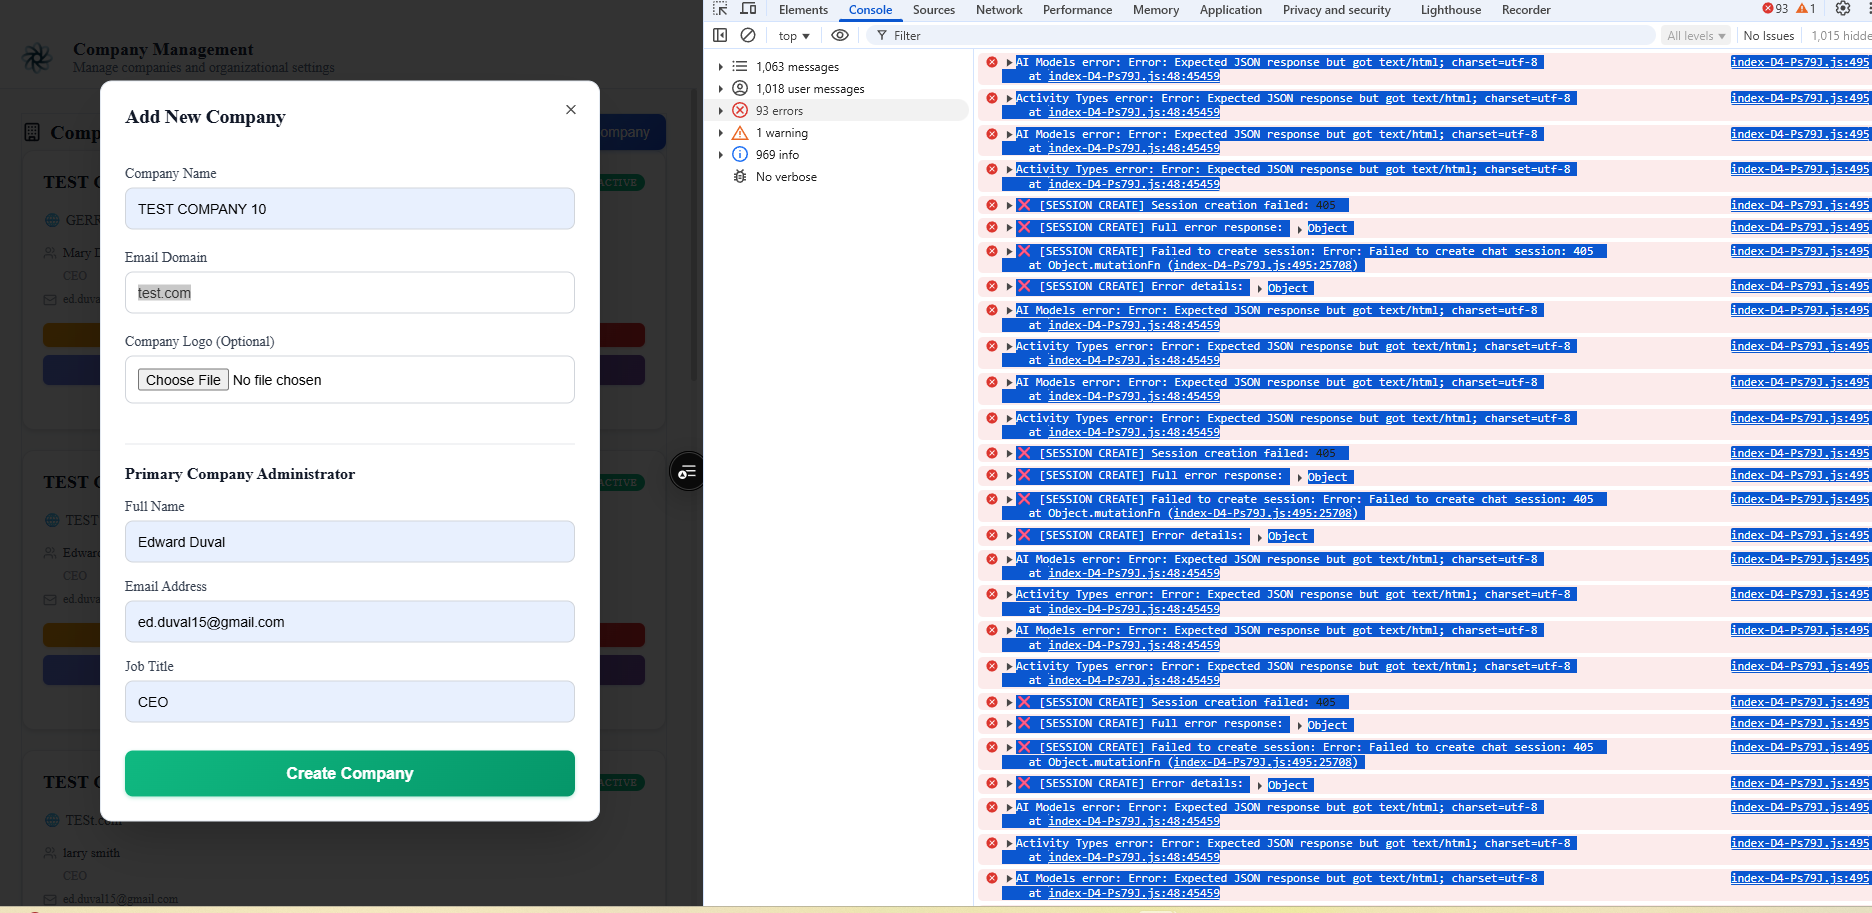 Company Management
Manage companies and organizational settings
Comp
ompany
TEST C
ACTIVE
GERR
Mary D
CEO
ed.duva
TEST C
ACTIVE
TEST
Edward
CEO
ed.duva
TEST C
ACTIVE
TESt.com
larry smith
CEO
ed.duval15@gmail.com
Add New Company
Company Name
TEST COMPANY 10
Email Domain
test.com
Company Logo (Optional)
Choose File No file chosen
Primary Company Administrator
Full Name
Edward Duval
Email Address
ed.duval15@gmail.com
Job Title
CEO
Create Company
Elements Console Sources Network Performance Memory Application Privacy and security Lighthouse Recorder 93 1
top Filter All levels No Issues 1,015 hidde
1,063 messages
1,018 user messages
93 errors
1 warning
969 info
No verbose
AI Models error: Error: Expected JSON response but got text/html; charset=utf-8 index-D4-Ps79J.js:495
at index-D4-Ps79J.js:48:45459
Activity Types error: Error: Expected JSON response but got text/html; charset=utf-8 index-D4-Ps79J.js:495
at index-D4-Ps79J.js:48:45459
AI Models error: Error: Expected JSON response but got text/html; charset=utf-8 index-D4-Ps79J.js:495
at index-D4-Ps79J.js:48:45459
Activity Types error: Error: Expected JSON response but got text/html; charset=utf-8 index-D4-Ps79J.js:495
at index-D4-Ps79J.js:48:45459
❌ [SESSION CREATE] Session creation failed: 405 index-D4-Ps79J.js:495
❌ [SESSION CREATE] Full error response: Object index-D4-Ps79J.js:495
❌ [SESSION CREATE] Failed to create session: Error: Failed to create chat session: 405 index-D4-Ps79J.js:495
at Object.mutationFn (index-D4-Ps79J.js:495:25708)
❌ [SESSION CREATE] Error details: Object index-D4-Ps79J.js:495
AI Models error: Error: Expected JSON response but got text/html; charset=utf-8 index-D4-Ps79J.js:495
at index-D4-Ps79J.js:48:45459
Activity Types error: Error: Expected JSON response but got text/html; charset=utf-8 index-D4-Ps79J.js:495
at index-D4-Ps79J.js:48:45459
AI Models error: Error: Expected JSON response but got text/html; charset=utf-8 index-D4-Ps79J.js:495
at index-D4-Ps79J.js:48:45459
Activity Types error: Error: Expected JSON response but got text/html; charset=utf-8 index-D4-Ps79J.js:495
at index-D4-Ps79J.js:48:45459
❌ [SESSION CREATE] Session creation failed: 405 index-D4-Ps79J.js:495
❌ [SESSION CREATE] Full error response: Object index-D4-Ps79J.js:495
❌ [SESSION CREATE] Failed to create session: Error: Failed to create chat session: 405 index-D4-Ps79J.js:495
at Object.mutationFn (index-D4-Ps79J.js:495:25708)
❌ [SESSION CREATE] Error details: Object index-D4-Ps79J.js:495
AI Models error: Error: Expected JSON response but got text/html; charset=utf-8 index-D4-Ps79J.js:495
at index-D4-Ps79J.js:48:45459
Activity Types error: Error: Expected JSON response but got text/html; charset=utf-8 index-D4-Ps79J.js:495
at index-D4-Ps79J.js:48:45459
AI Models error: Error: Expected JSON response but got text/html; charset=utf-8 index-D4-Ps79J.js:495
at index-D4-Ps79J.js:48:45459
Activity Types error: Error: Expected JSON response but got text/html; charset=utf-8 index-D4-Ps79J.js:495
at index-D4-Ps79J.js:48:45459
❌ [SESSION CREATE] Session creation failed: 405 index-D4-Ps79J.js:495
❌ [SESSION CREATE] Full error response: Object index-D4-Ps79J.js:495
❌ [SESSION CREATE] Failed to create session: Error: Failed to create chat session: 405 index-D4-Ps79J.js:495
at Object.mutationFn (index-D4-Ps79J.js:495:25708)
❌ [SESSION CREATE] Error details: Object index-D4-Ps79J.js:495
AI Models error: Error: Expected JSON response but got text/html; charset=utf-8 index-D4-Ps79J.js:495
at index-D4-Ps79J.js:48:45459
Activity Types error: Error: Expected JSON response but got text/html; charset=utf-8 index-D4-Ps79J.js:495
at index-D4-Ps79J.js:48:45459
AI Models error: Error: Expected JSON response but got text/html; charset=utf-8 index-D4-Ps79J.js:495
at index-D4-Ps79J.js:48:45459